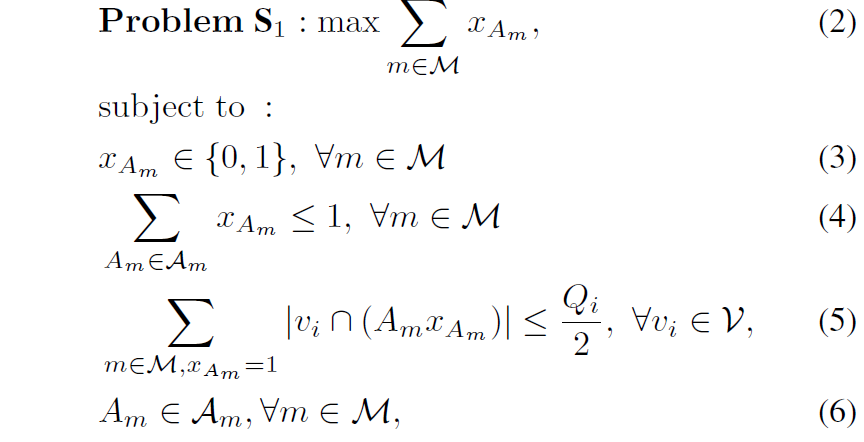 Problem S₁ : max ∑_{m∈ℳ} x_{A_m}, (2)
subject to :
x_{A_m} ∈ {0, 1}, ∀m ∈ ℳ (3)
∑_{A_m∈𝒜_m} x_{A_m} ≤ 1, ∀m ∈ ℳ (4)
∑_{m∈ℳ,x_{A_m}=1} |v_i ∩ (A_m x_{A_m})| ≤ Q_i/2, ∀v_i ∈ 𝒱, (5)
A_m ∈ 𝒜_m, ∀m ∈ ℳ, (6)